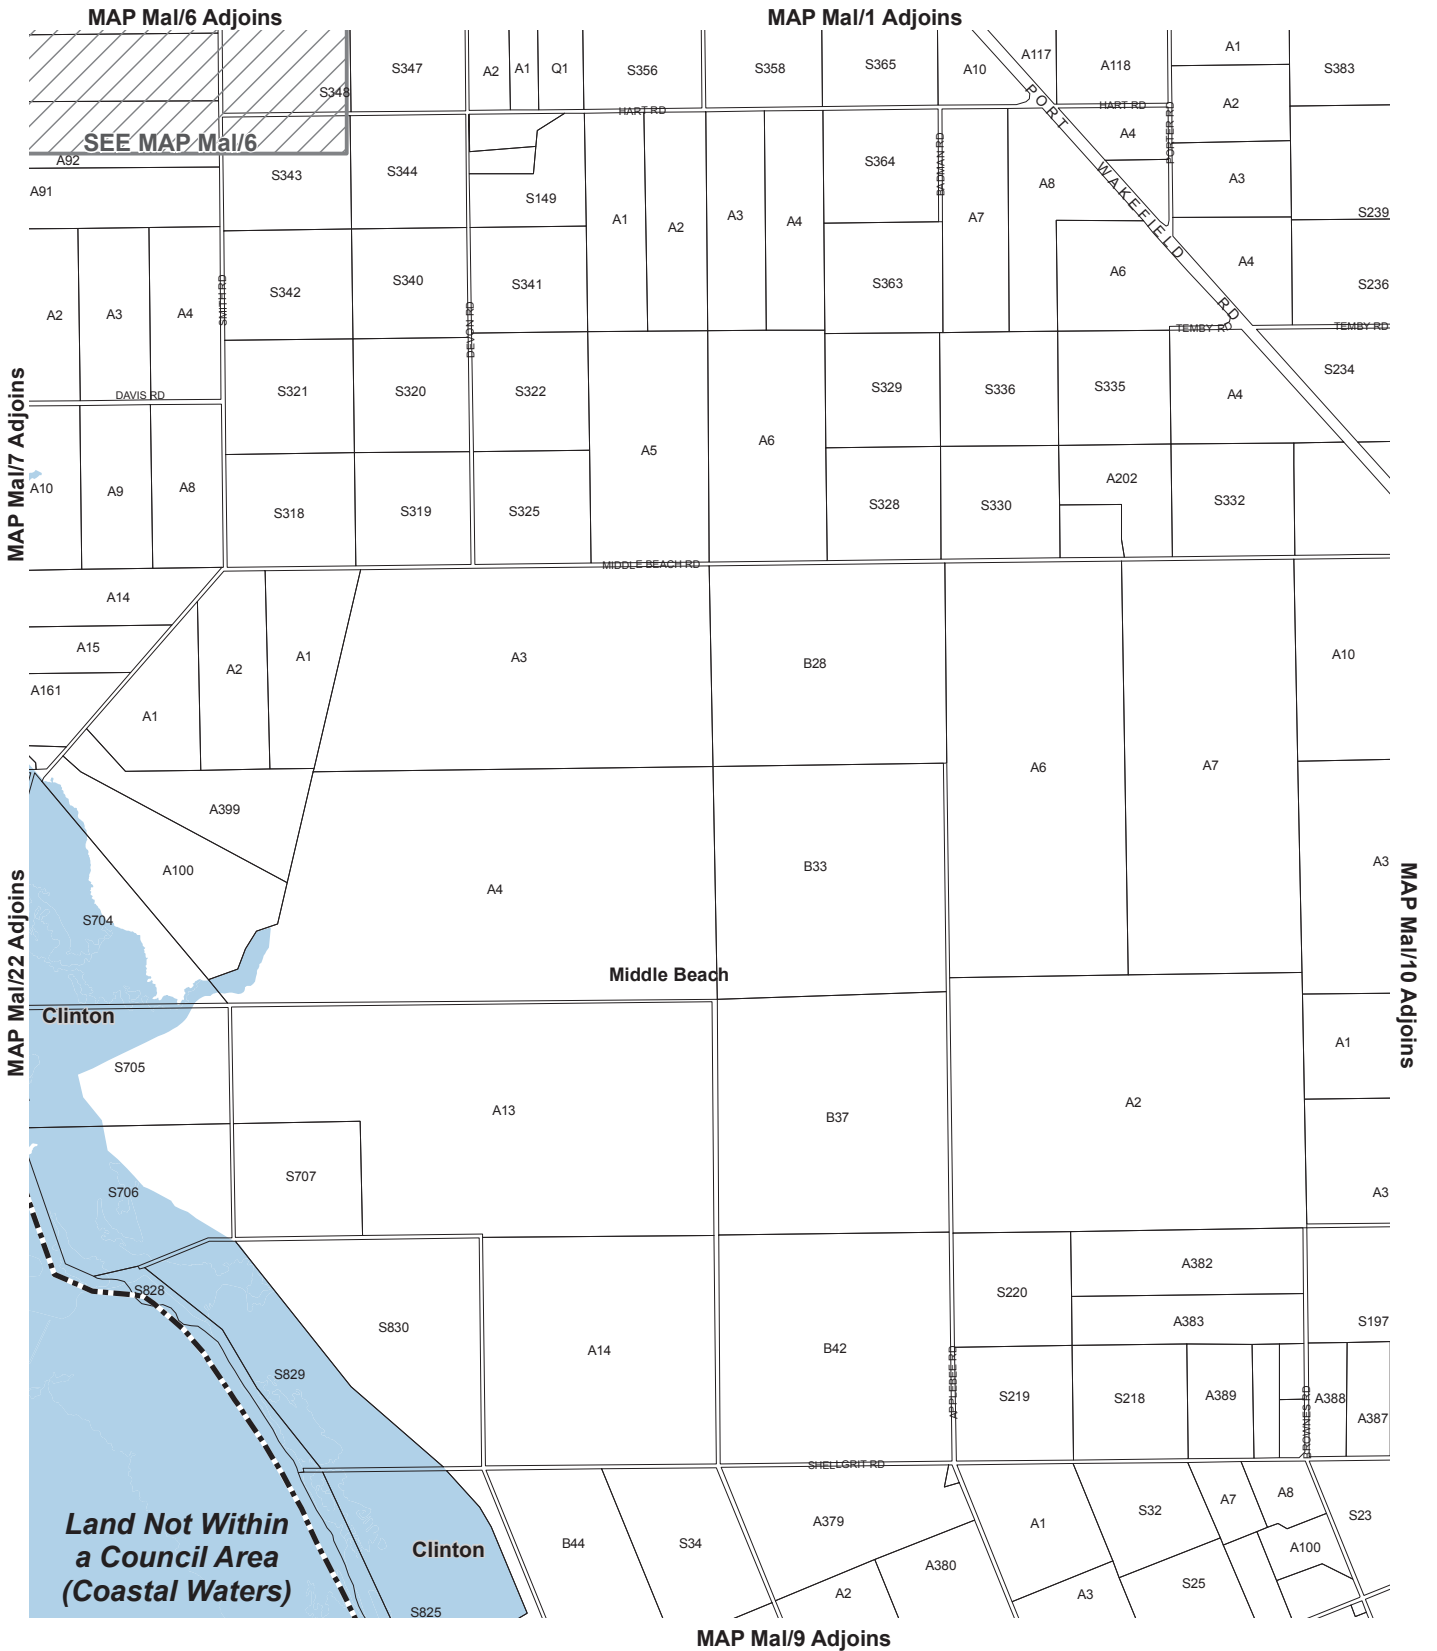 MAP Mal/6 Adjoins
MAP Mal/1 Adjoins
S347
A2
A1
Q1
S356
S358
S365
A10
A117
A118
A1
S383
S348
HART RD
PORT WAKEFIELD RD
HART RD
PORTER RD
A2
SEE MAP Mal/6
A92
A91
S343
S344
S149
A1
A2
A3
A4
S364
BADMAN RD
A7
A8
A4
A3
S239
A2
A3
A4
SMITH RD
S342
S340
DEVON RD
S341
S363
A6
A4
S236
TEMBY RD
TEMBY RD
MAP Mal/7 Adjoins
DAVIS RD
S321
S320
S322
A5
A6
S329
S336
S335
A4
S234
A10
A9
A8
S318
S319
S325
S328
S330
A202
S332
MIDDLE BEACH RD
A14
A15
A161
A1
A2
A1
A3
B28
A6
A7
A10
A399
A100
A4
B33
A3
S704
MAP Mal/22 Adjoins
MAP Mal/10 Adjoins
Middle Beach
Clinton
S705
A13
B37
A2
A1
S706
S707
A3
S828
S829
S830
A14
B42
S220
A382
A383
S197
APPLEBEE RD
S219
S218
A389
BROWNES RD
A388
A387
SHELLGRIT RD
Land Not Within
a Council Area
(Coastal Waters)
Clinton
S825
B44
S34
A379
A380
A2
A1
S32
A7
A8
S23
A100
A3
S25
MAP Mal/9 Adjoins